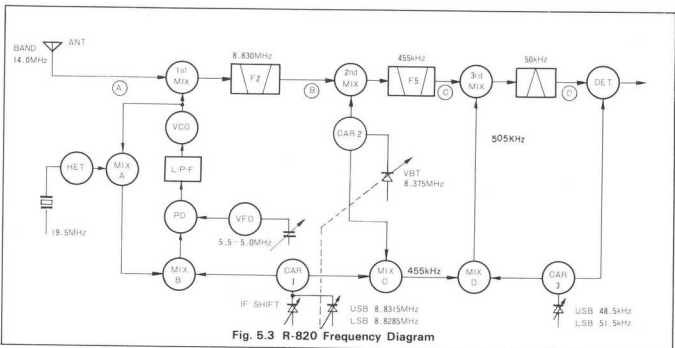 BAND
14.0MHz
ANT
A
1st
MIX
8.830MHz
F2
B
2nd
MIX
455kHz
F5
C
3rd
MIX
50kHz
D
DET
VCO
CAR 2
505KHz
HET
MIX
A
L·P·F
VBT
8.375MHz
19.5MHz
PD
VFO
5.5-5.0MHz
MIX
B
CAR
1
MIX
C
455kHz
MIX
D
CAR
3
IF SHIFT
USB 8.8315MHz
LSB 8.8285MHz
USB 48.5kHz
LSB 51.5kHz
Fig. 5.3 R-820 Frequency Diagram